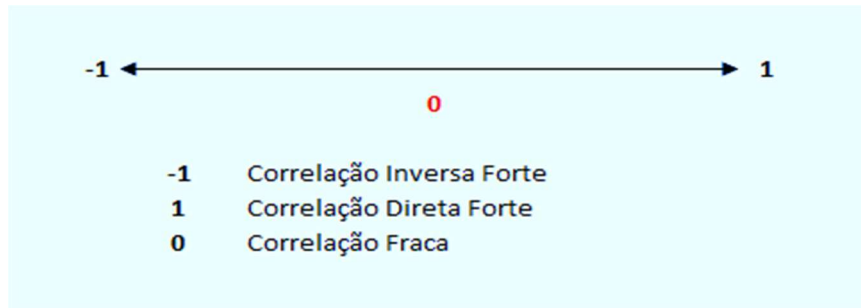 -1 1
0
-1 Correlação Inversa Forte
1 Correlação Direta Forte
0 Correlação Fraca